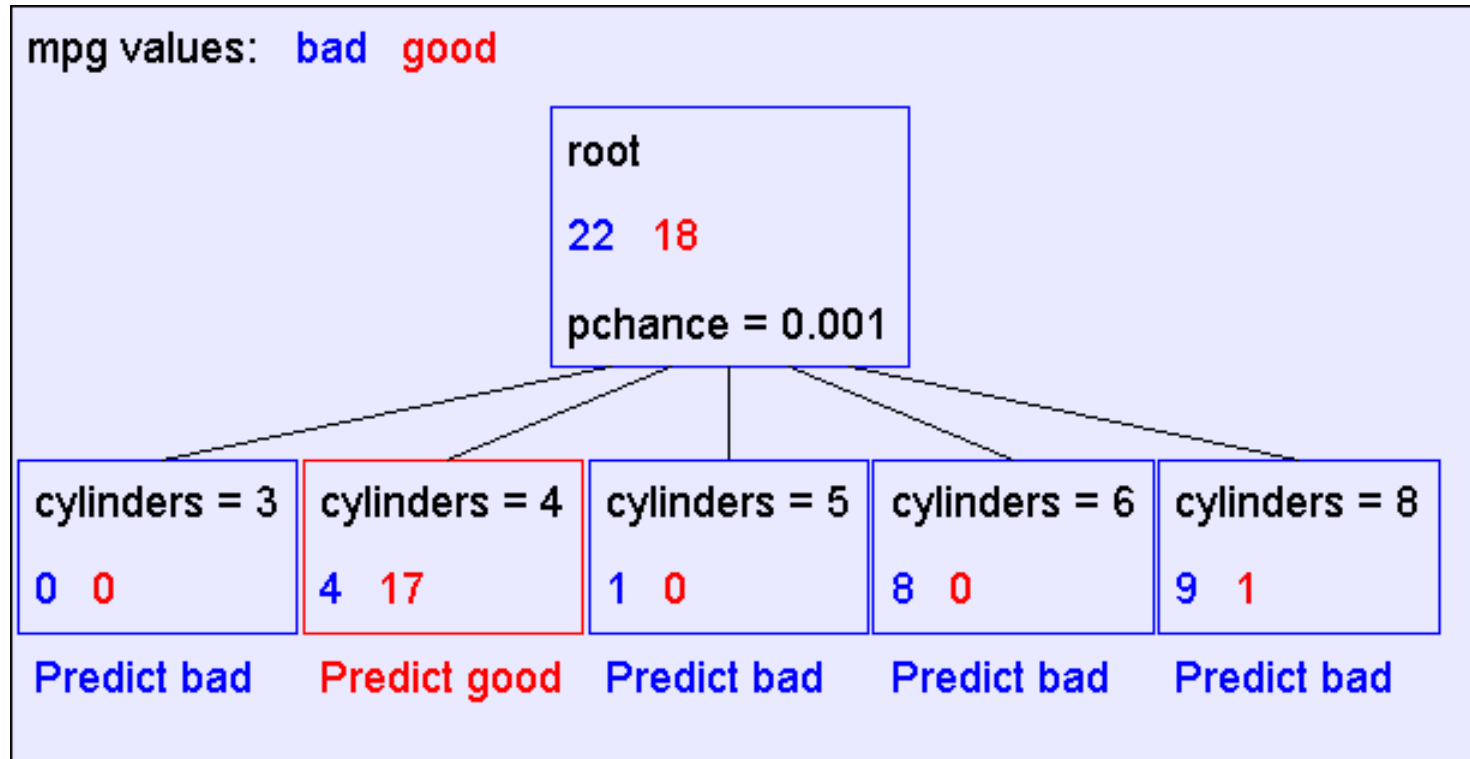 mpg values: bad good
root
22 18
pchance = 0.001
cylinders = 3
0 0
Predict bad
cylinders = 4
4 17
Predict good
cylinders = 5
1 0
Predict bad
cylinders = 6
8 0
Predict bad
cylinders = 8
9 1
Predict bad